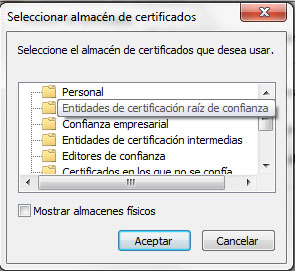 Seleccionar almacén de certificados
Seleccione el almacén de certificados que desea usar.
Personal
Entidades de certificación raíz de confianza
Confianza empresarial
Entidades de certificación intermedias
Editores de confianza
Certificados en los que no se confía
Mostrar almacenes físicos
Aceptar
Cancelar